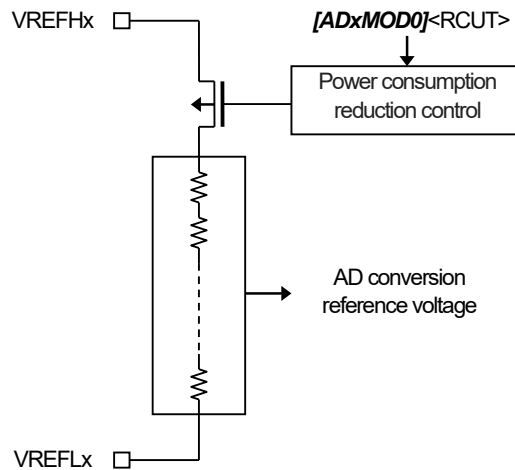 VREFHx
[ADxMOD0]<RCUT>
Power consumption
reduction control
AD conversion
reference voltage
VREFLx